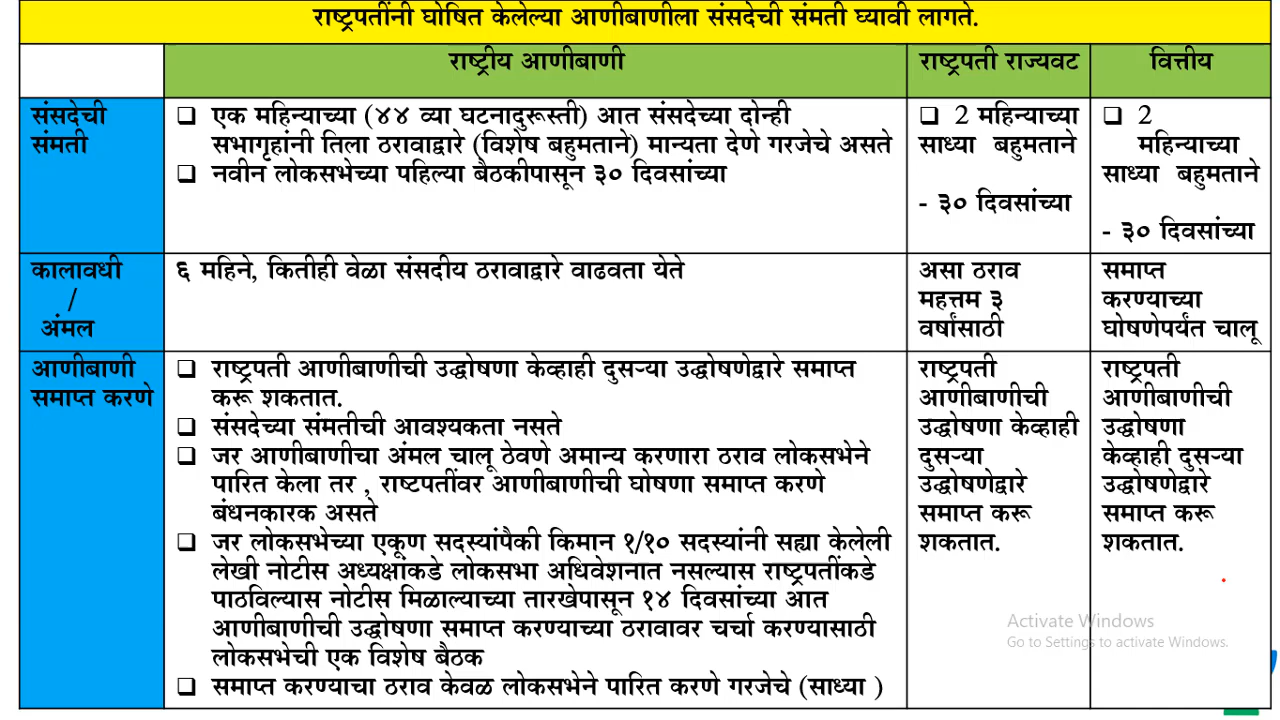 राष्ट्रपतींनी घोषित केलेल्या आणीबाणीला संसदेची संमती घ्यावी लागते.
राष्ट्रीय आणीबाणी
राष्ट्रपती राज्यवट
वित्तीय
संसदेची
संमती
❑ एक महिन्याच्या (४४ व्या घटनादुरूस्ती) आत संसदेच्या दोन्ही
सभागृहांनी तिला ठरावाद्वारे (विशेष बहुमताने) मान्यता देणे गरजेचे असते
❑ नवीन लोकसभेच्या पहिल्या बैठकीपासून ३० दिवसांच्या
❑ 2 महिन्याच्या
साध्या बहुमताने
- ३० दिवसांच्या
❑ 2
महिन्याच्या
साध्या बहुमताने
- ३० दिवसांच्या
कालावधी
/
अंमल
६ महिने, कितीही वेळा संसदीय ठरावाद्वारे वाढवता येते
असा ठराव
महत्तम ३
वर्षांसाठी
समाप्त
करण्याच्या
घोषणेपर्यंत चालू
आणीबाणी
समाप्त करणे
❑ राष्ट्रपती आणीबाणीची उद्घोषणा केव्हाही दुसऱ्या उद्घोषणेद्वारे समाप्त
करू शकतात.
❑ संसदेच्या संमतीची आवश्यकता नसते
❑ जर आणीबाणीचा अंमल चालू ठेवणे अमान्य करणारा ठराव लोकसभेने
पारित केला तर , राष्टपतींवर आणीबाणीची घोषणा समाप्त करणे
बंधनकारक असते
❑ जर लोकसभेच्या एकूण सदस्यांपैकी किमान १/१० सदस्यांनी सह्या केलेली
लेखी नोटीस अध्यक्षांकडे लोकसभा अधिवेशनात नसल्यास राष्ट्रपतींकडे
पाठविल्यास नोटीस मिळाल्याच्या तारखेपासून १४ दिवसांच्या आत
आणीबाणीची उद्घोषणा समाप्त करण्याच्या ठरावावर चर्चा करण्यासाठी
लोकसभेची एक विशेष बैठक
❑ समाप्त करण्याचा ठराव केवळ लोकसभेने पारित करणे गरजेचे (साध्या )
राष्ट्रपती
आणीबाणीची
उद्घोषणा केव्हाही
दुसऱ्या
उद्घोषणेद्वारे
समाप्त करू
शकतात.
राष्ट्रपती
आणीबाणीची
उद्घोषणा
केव्हाही दुसऱ्या
उद्घोषणेद्वारे
समाप्त करू
शकतात.
Activate Windows
Go to Settings to activate Windows.